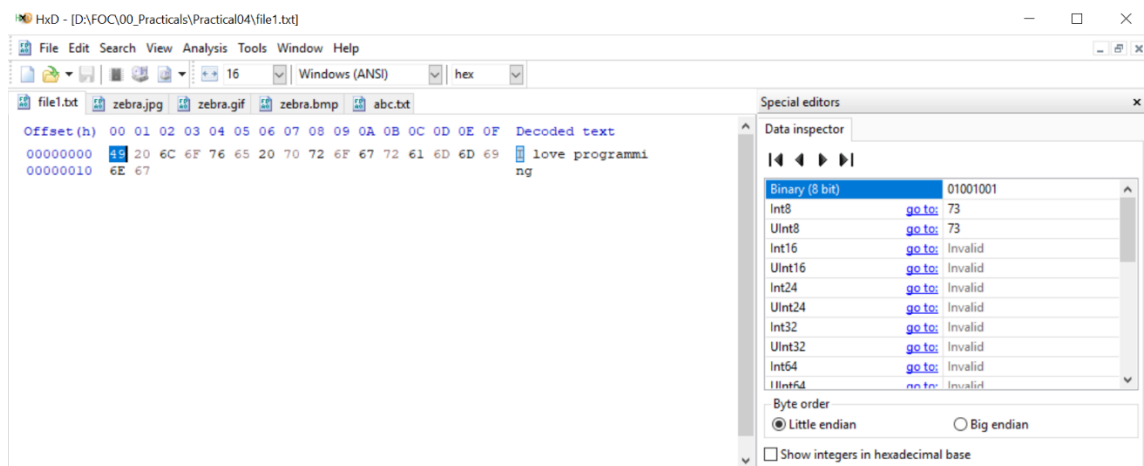 HxD - [D:\FOC\00_Practicals\Practical04\file1.txt]
File Edit Search View Analysis Tools Window Help
16 Windows (ANSI) hex
file1.txt zebra.jpg zebra.gif zebra.bmp abc.txt
Offset(h) 00 01 02 03 04 05 06 07 08 09 0A 0B 0C 0D 0E 0F Decoded text
00000000 49 20 6C 6F 76 65 20 70 72 6F 67 72 61 6D 6D 69 I love programmi
00000010 6E 67 ng
Special editors
Data inspector
Binary (8 bit) 01001001
Int8 go to: 73
UInt8 go to: 73
Int16 go to: Invalid
UInt16 go to: Invalid
Int24 go to: Invalid
UInt24 go to: Invalid
Int32 go to: Invalid
UInt32 go to: Invalid
Int64 go to: Invalid
UInt64 go to: Invalid
Byte order
Little endian Big endian
Show integers in hexadecimal base